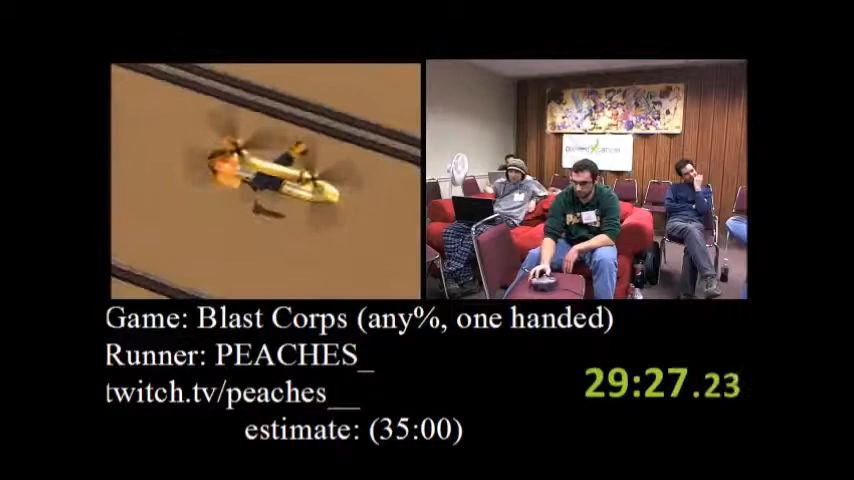 Game: Blast Corps (any%, one handed)
Runner: PEACHES_
twitch.tv/peaches__
29:27.23
estimate: (35:00)